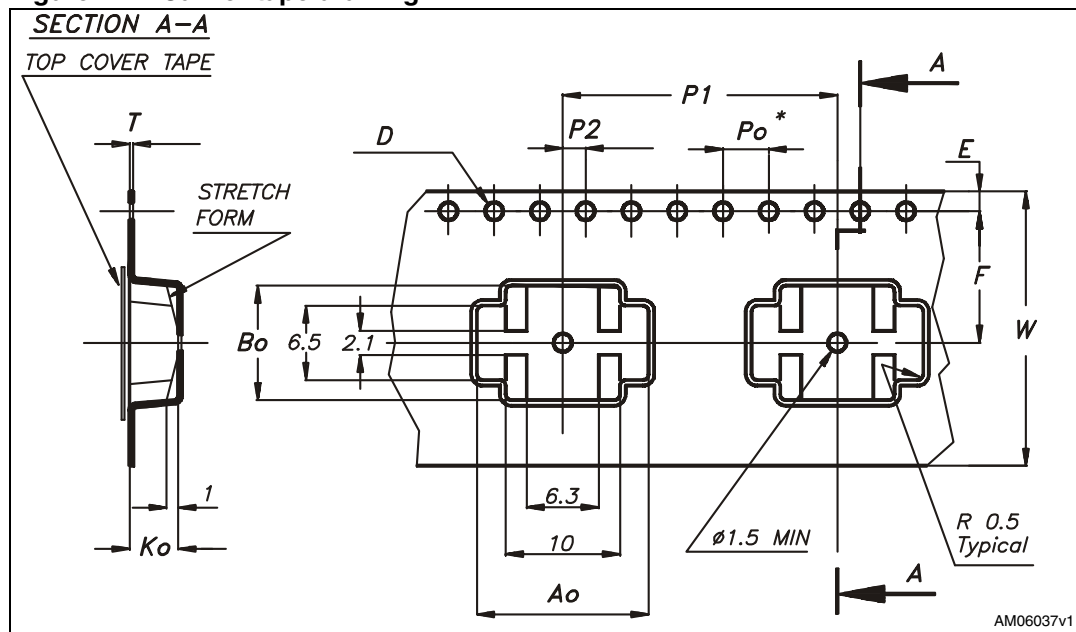 SECTION A-A
TOP COVER TAPE
T
STRETCH
FORM
1
Ko
D
P2
P1
Po *
A
E
F
W
Bo
6.5
2.1
6.3
10
Ao
ø1.5 MIN
R 0.5
Typical
A
AM06037v1